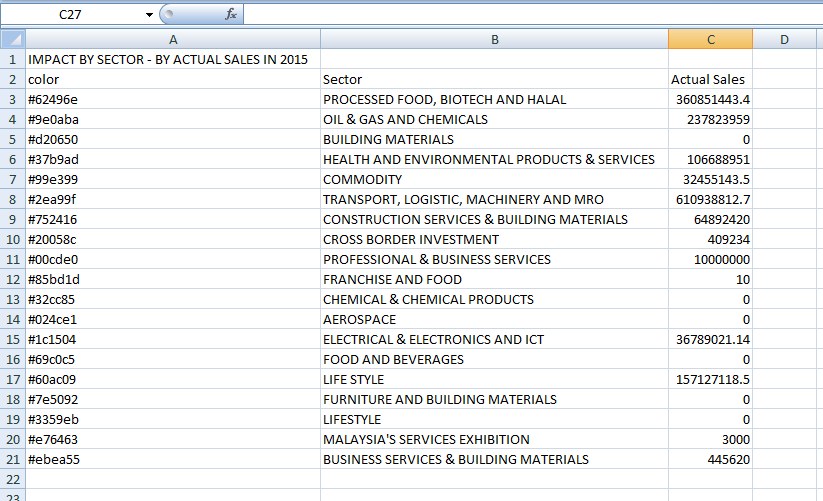 C27 fx
A B C D
1 IMPACT BY SECTOR - BY ACTUAL SALES IN 2015
2 color Sector Actual Sales
3 #62496e PROCESSED FOOD, BIOTECH AND HALAL 360851443.4
4 #9e0aba OIL & GAS AND CHEMICALS 237823959
5 #d20650 BUILDING MATERIALS 0
6 #37b9ad HEALTH AND ENVIRONMENTAL PRODUCTS & SERVICES 106688951
7 #99e399 COMMODITY 32455143.5
8 #2ea99f TRANSPORT, LOGISTIC, MACHINERY AND MRO 610938812.7
9 #752416 CONSTRUCTION SERVICES & BUILDING MATERIALS 64892420
10 #20058c CROSS BORDER INVESTMENT 409234
11 #00cde0 PROFESSIONAL & BUSINESS SERVICES 10000000
12 #85bd1d FRANCHISE AND FOOD 10
13 #32cc85 CHEMICAL & CHEMICAL PRODUCTS 0
14 #024ce1 AEROSPACE 0
15 #1c1504 ELECTRICAL & ELECTRONICS AND ICT 36789021.14
16 #69c0c5 FOOD AND BEVERAGES 0
17 #60ac09 LIFE STYLE 157127118.5
18 #7e5092 FURNITURE AND BUILDING MATERIALS 0
19 #3359eb LIFESTYLE 0
20 #e76463 MALAYSIA'S SERVICES EXHIBITION 3000
21 #ebea55 BUSINESS SERVICES & BUILDING MATERIALS 445620
22
23